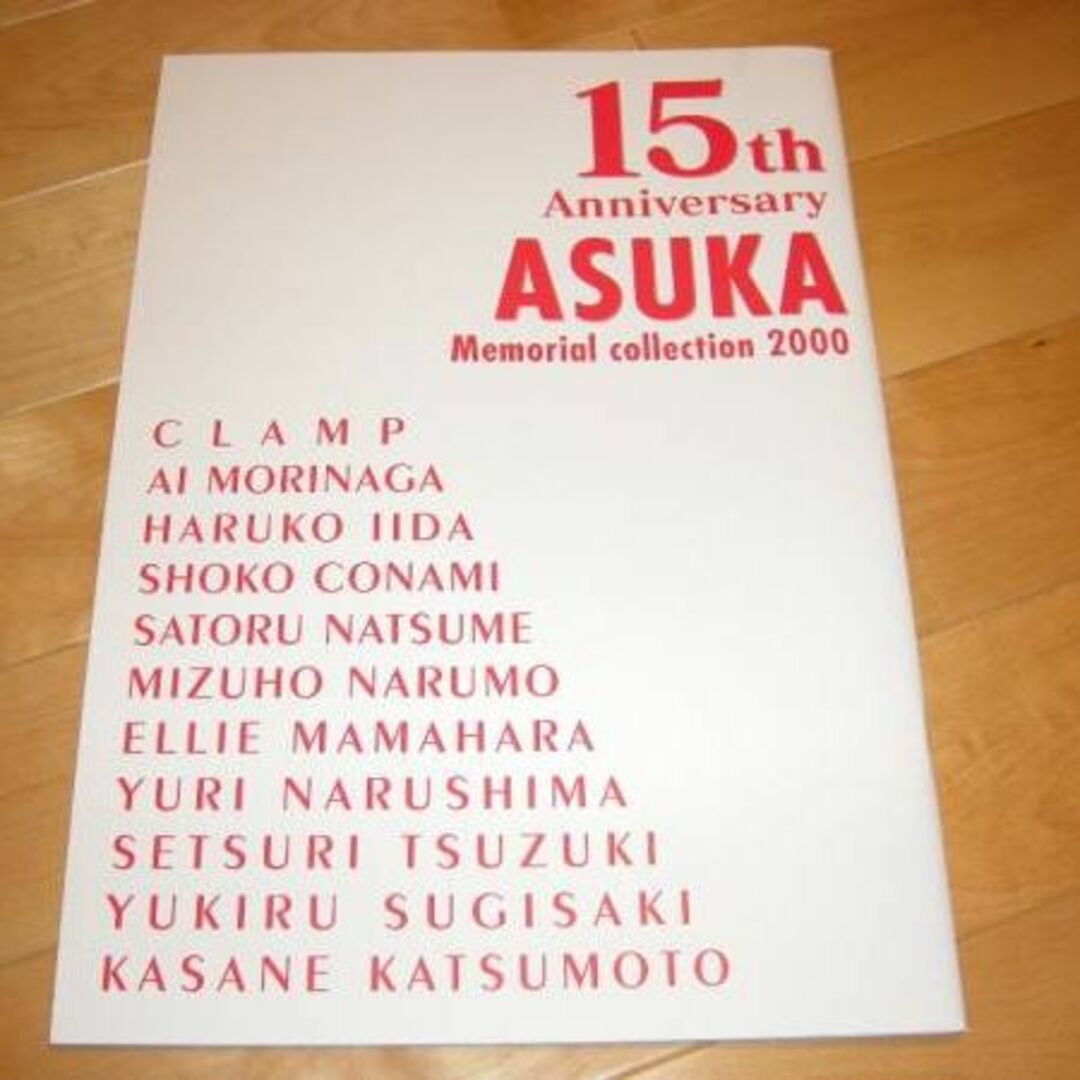 15th
Anniversary
ASUKA
Memorial collection 2000
CLAMP
AI MORINAGA
HARUKO IIDA
SHOKO CONAMI
SATORU NATSUME
MIZUHO NARUMO
ELLIE MAMAHARA
YURI NARUSHIMA
SETSURI TSUZUKI
YUKIRU SUGISAKI
KASANE KATSUMOTO